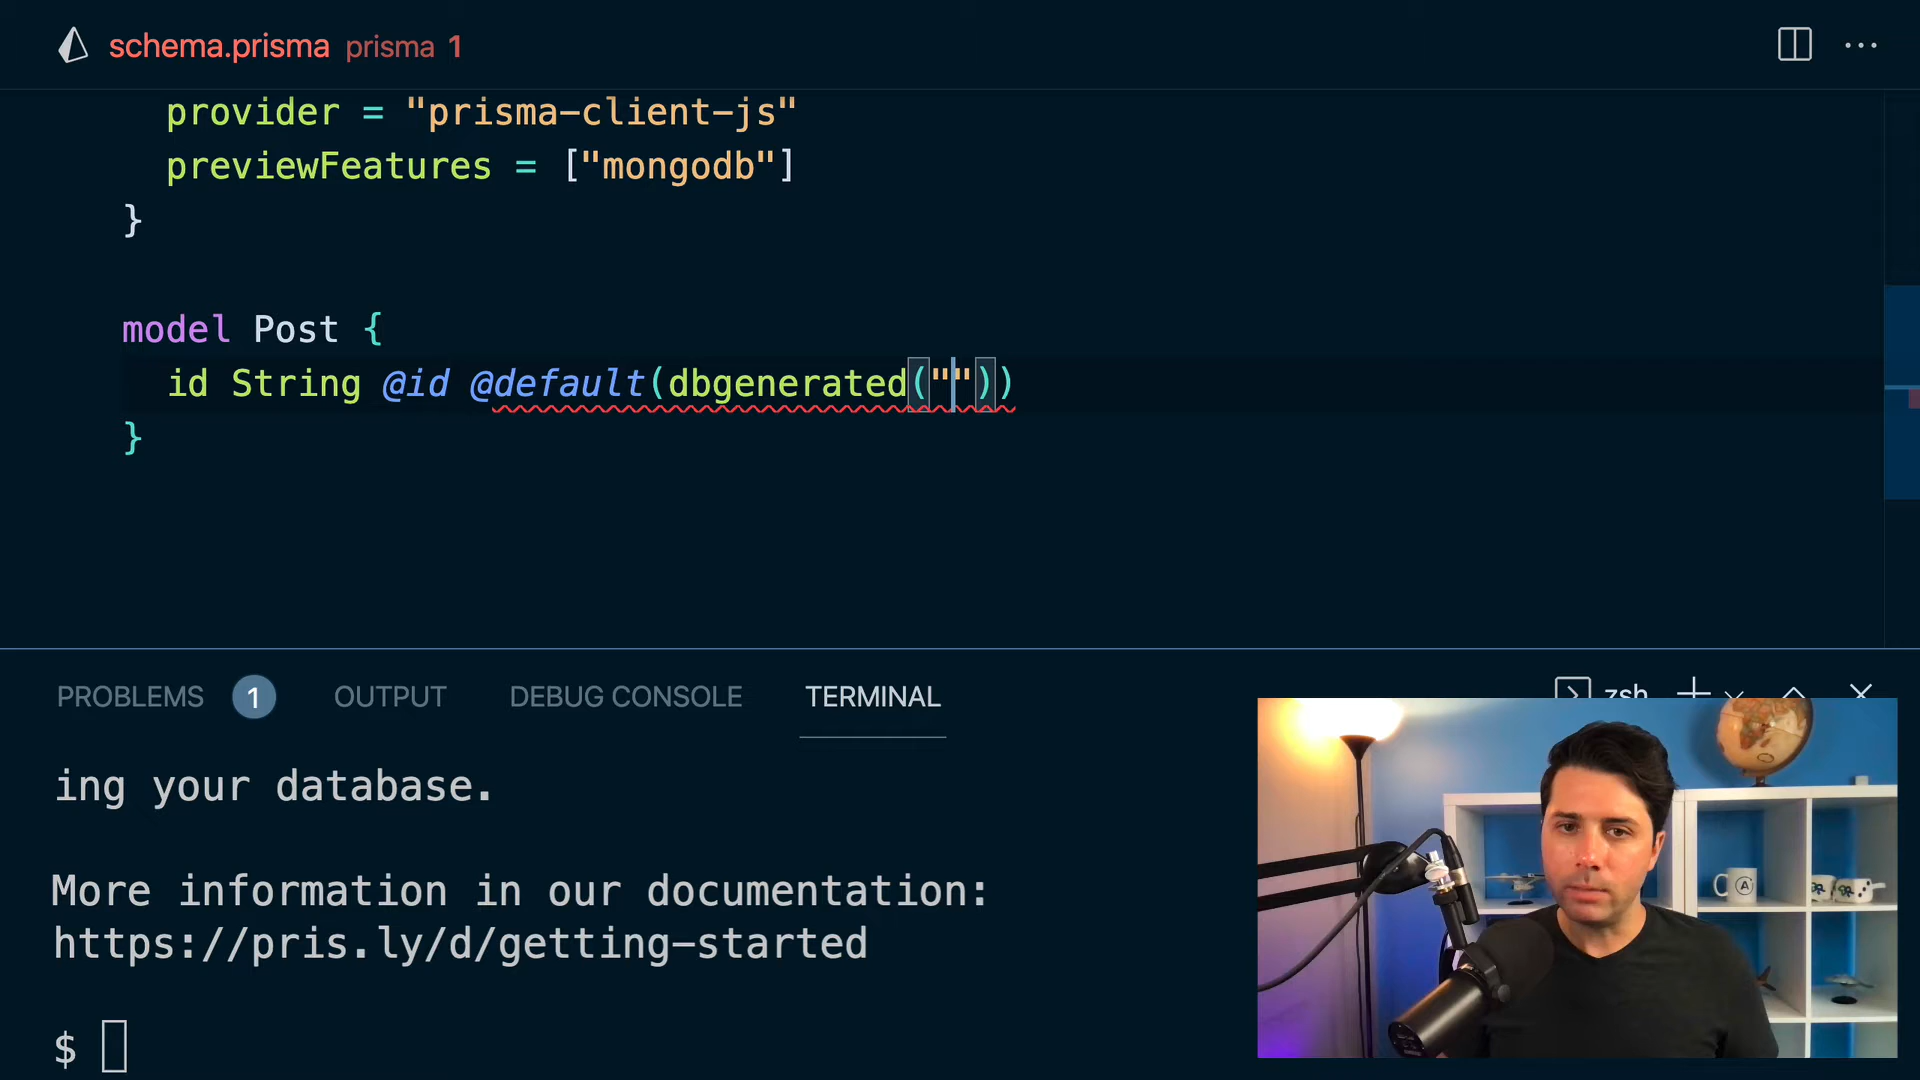 schema.prisma prisma 1
provider = "prisma-client-js"
previewFeatures = ["mongodb"]
}
model Post {
id String @id @default(dbgenerated(""))
}
PROBLEMS 1 OUTPUT DEBUG CONSOLE TERMINAL zsh
ing your database.
More information in our documentation:
https://pris.ly/d/getting-started
$
A